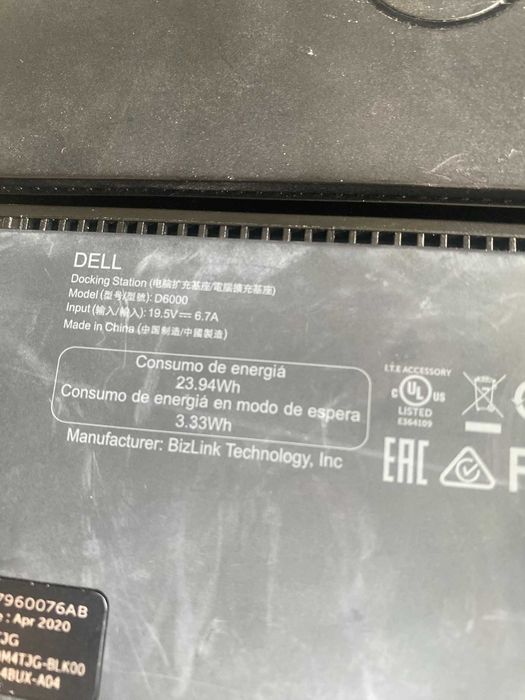 DELL
Docking Station (电脑扩充基座/電腦擴充基座)
Model (型号/型號): D6000
Input (输入/輸入): 19.5V⎓ 6.7A
Made in China (中国制造/中國製造)
Consumo de energiá
23.94Wh
Consumo de energiá en modo de espera
3.33Wh
Manufacturer: BizLink Technology, Inc
I.T.E ACCESSORY
C UL US
LISTED
E364109
EAC
7960076AB
: Apr 2020
JG
M4TJG-BLK00
4BUX-A04